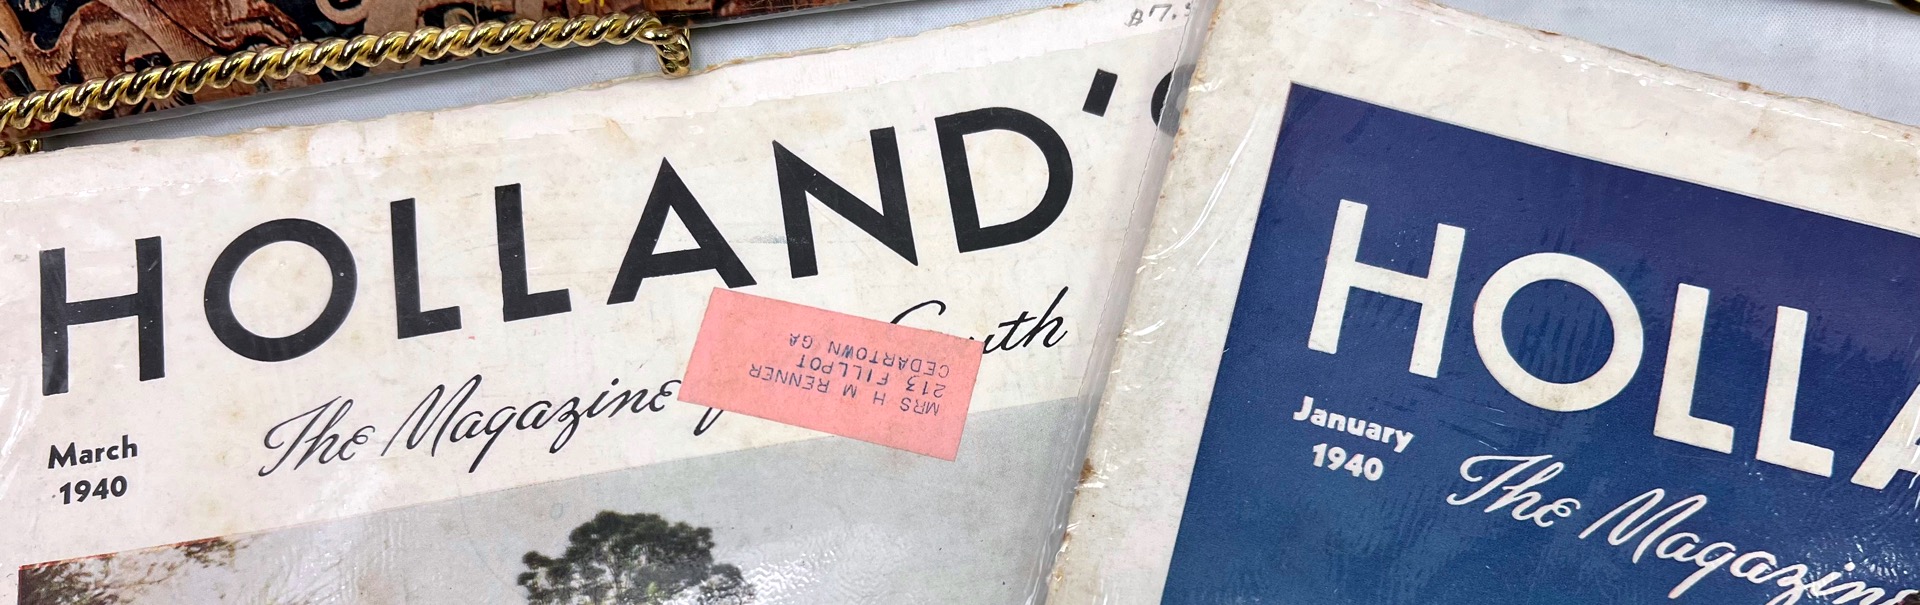 HOLLAND'S
The Magazine
South
March
1940
MRS H M RENNER
213 FILLPOT
CEDARTOWN GA
HOLLA
January
1940
The Magazine